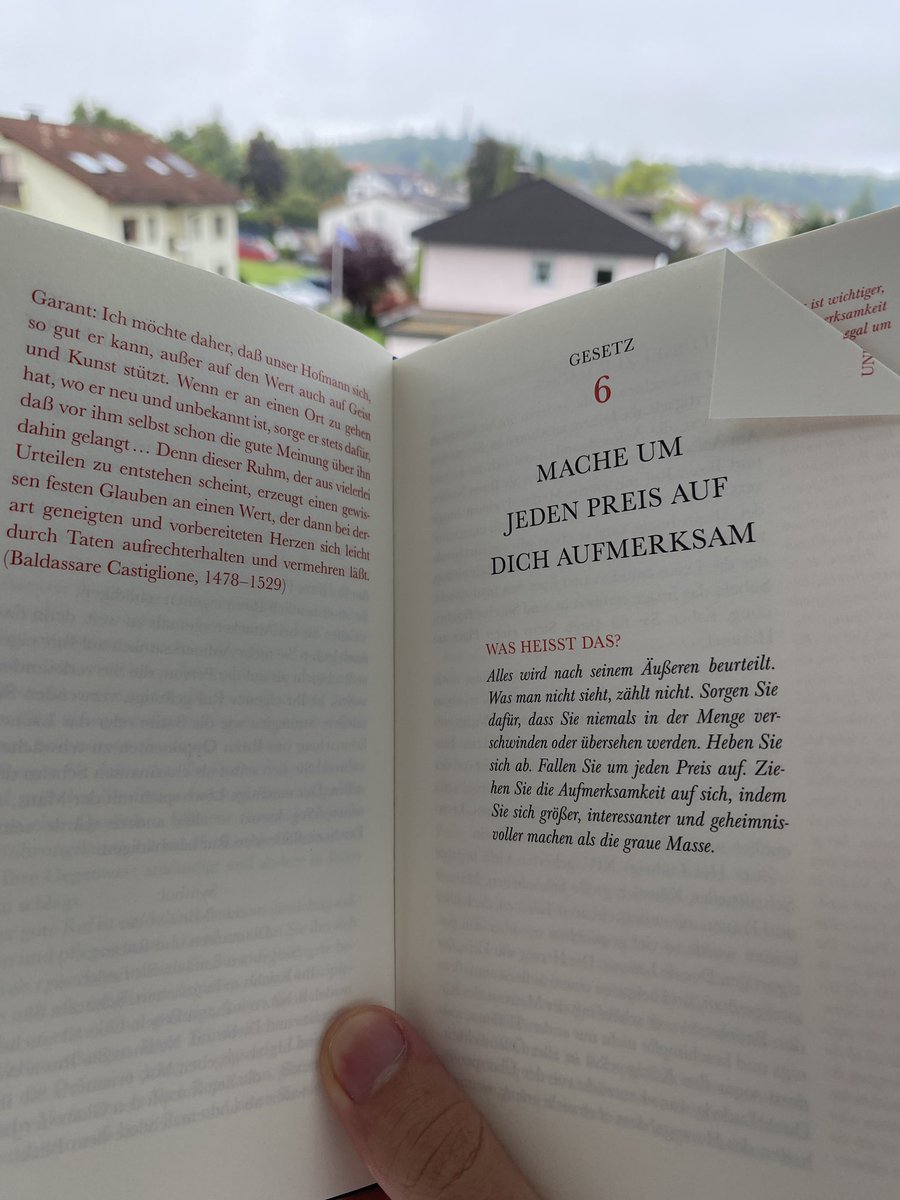 Garant: Ich möchte daher, daß unser Hofmann sich,
so gut er kann, außer auf den Wert auch auf Geist
und Kunst stützt. Wenn er an einen Ort zu gehen
hat, wo er neu und unbekannt ist, sorge er stets dafür,
daß vor ihm selbst schon die gute Meinung über ihn
dahin gelangt … Denn dieser Ruhm, der aus vielerlei
Urteilen zu entstehen scheint, erzeugt einen gewis-
sen festen Glauben an einen Wert, der dann bei der-
art geneigten und vorbereiteten Herzen sich leicht
durch Taten aufrechterhalten und vermehren läßt.
(Baldassare Castiglione, 1478–1529)
GESETZ
6
MACHE UM
JEDEN PREIS AUF
DICH AUFMERKSAM
WAS HEISST DAS?
Alles wird nach seinem Äußeren beurteilt.
Was man nicht sieht, zählt nicht. Sorgen Sie
dafür, dass Sie niemals in der Menge ver-
schwinden oder übersehen werden. Heben Sie
sich ab. Fallen Sie um jeden Preis auf. Zie-
hen Sie die Aufmerksamkeit auf sich, indem
Sie sich größer, interessanter und geheimnis-
voller machen als die graue Masse.
ist wichtiger,
erksamkeit
egal um
UN